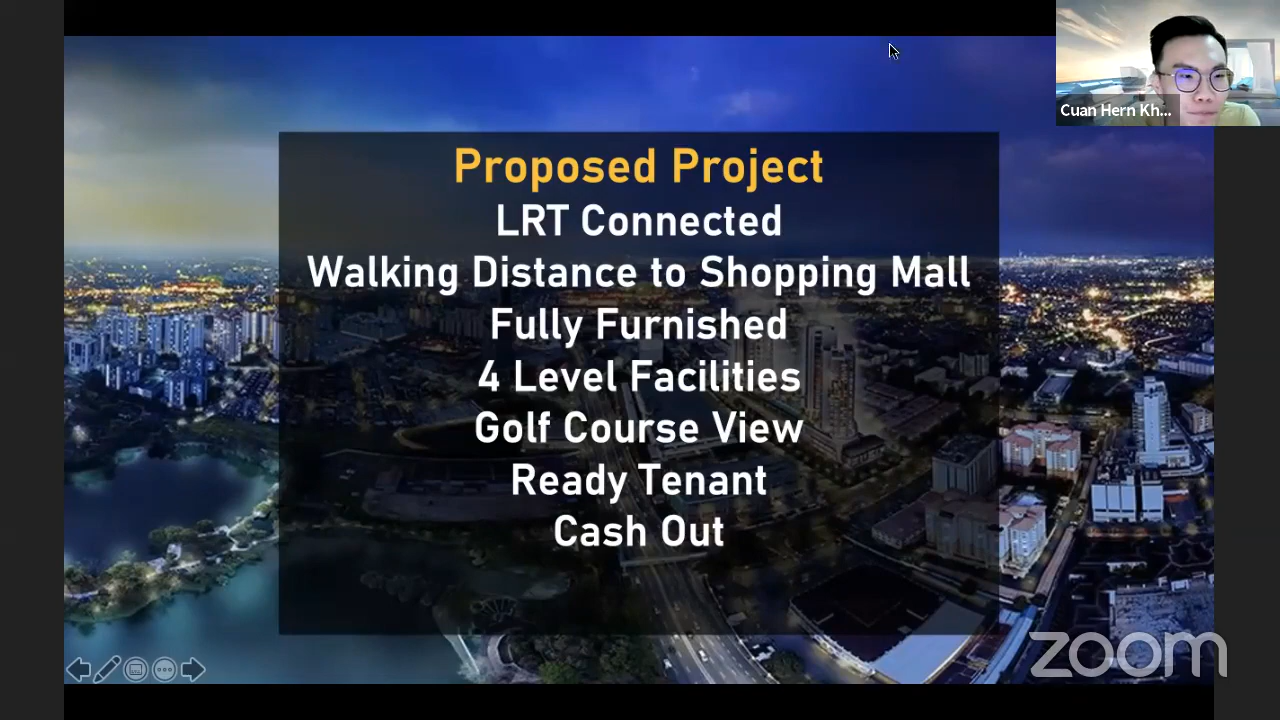 Cuan Hern Kh...
Proposed Project
LRT Connected
Walking Distance to Shopping Mall
Fully Furnished
4 Level Facilities
Golf Course View
Ready Tenant
Cash Out
zoom